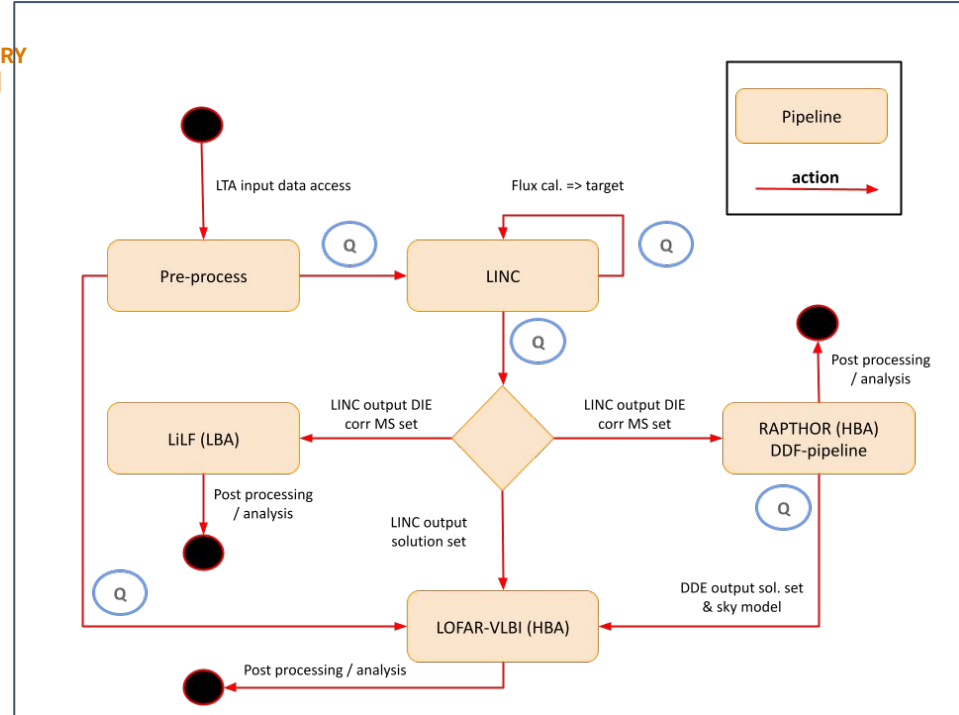 RY
Pipeline
action
LTA input data access
Flux cal. => target
Q
Q
Pre-process
LINC
Q
Post processing
/ analysis
LINC output DIE
corr MS set
LINC output DIE
corr MS set
LiLF (LBA)
RAPTHOR (HBA)
DDF-pipeline
Post processing
/ analysis
Q
LINC output
solution set
Q
DDE output sol. set
& sky model
LOFAR-VLBI (HBA)
Post processing / analysis